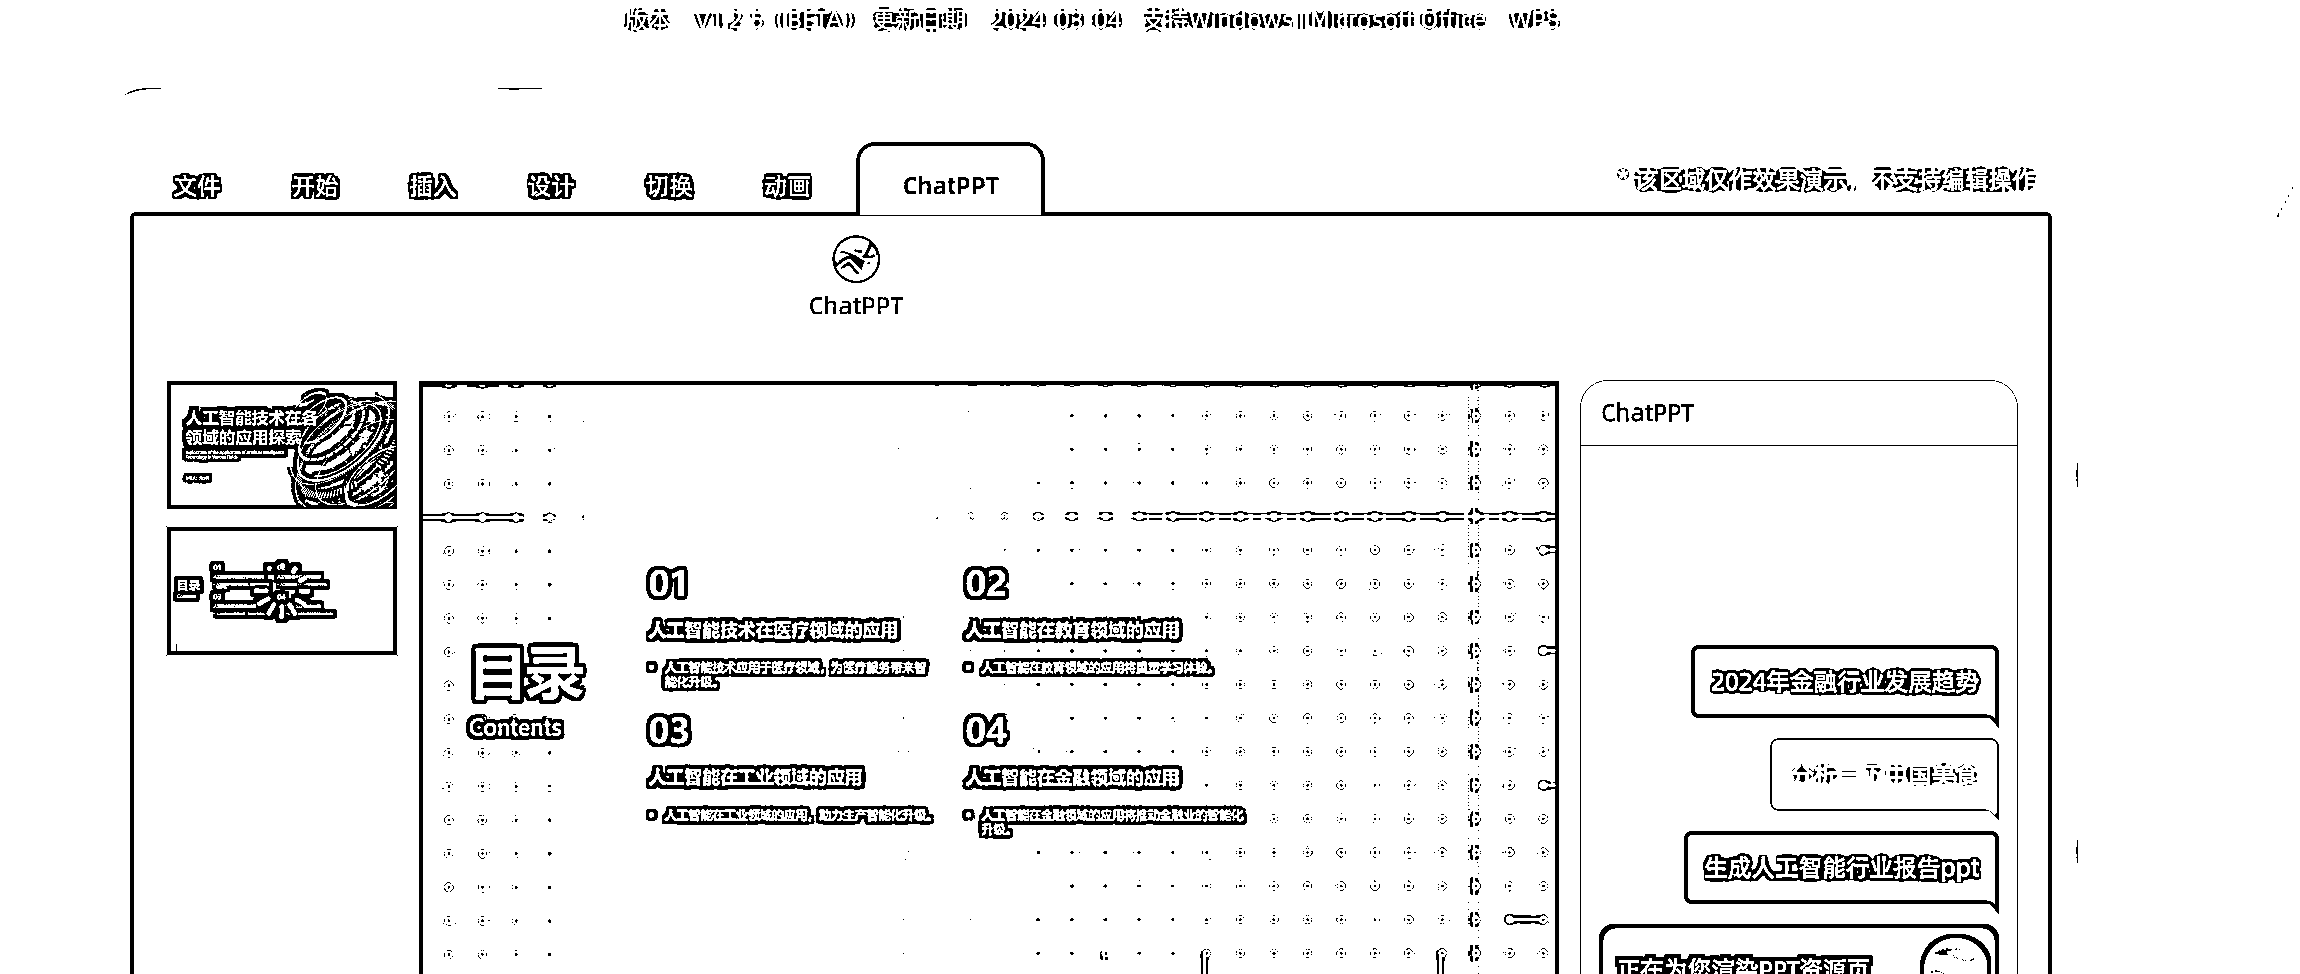 版本 V1.2.5 (BETA) 更新日期 2024-03-04 支持Windows||Microsoft Office WPS
文件 开始 插入 设计 切换 动画 ChatPPT
※该区域仅作效果演示，不支持编辑操作
ChatPPT
人工智能技术在各
领域的应用探索
目录
目录
Contents
01
人工智能技术在医疗领域的应用
人工智能技术应用于医疗领域，为医疗服务带来智
能化升级。
02
人工智能在教育领域的应用
人工智能在教育领域的应用将重塑学习体验。
03
人工智能在工业领域的应用
人工智能在工业领域的应用，助力生产智能化升级。
04
人工智能在金融领域的应用
人工智能在金融领域的应用将推动金融业的智能化
升级。
ChatPPT
2024年金融行业发展趋势
分析一下中国美食
生成人工智能行业报告ppt
正在为您渲染PPT资源页